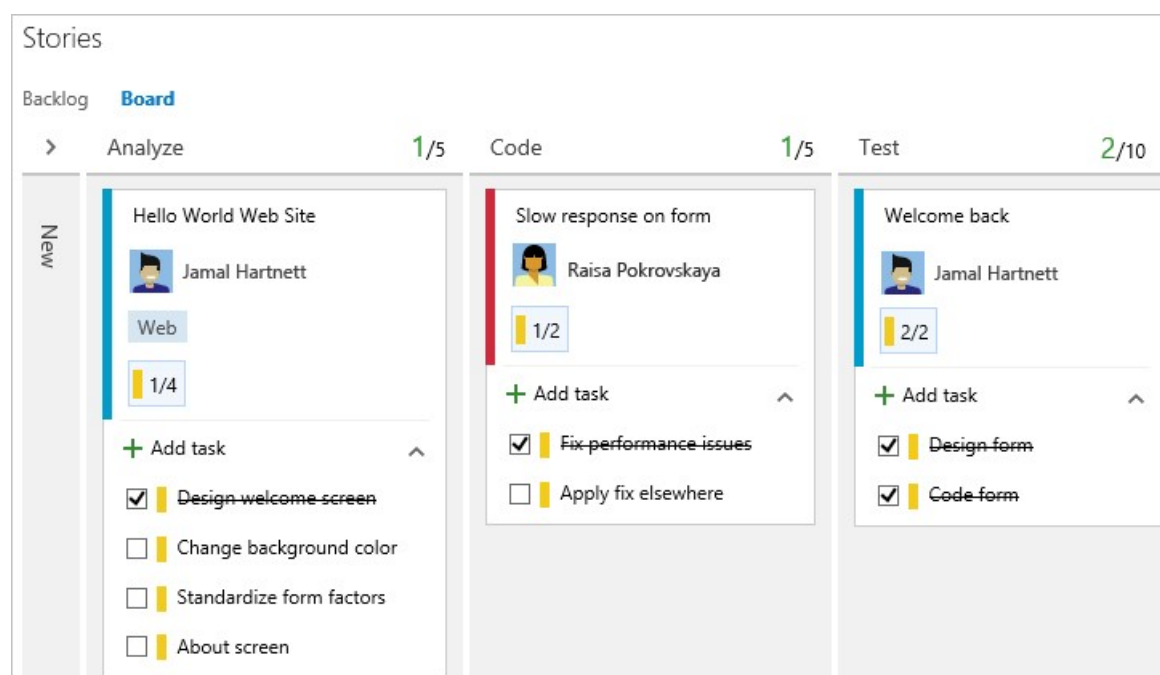 Stories
Backlog Board
Analyze 1/5
Code 1/5
Test 2/10
New
Hello World Web Site
Jamal Hartnett
Web
1/4
Add task
Design welcome screen
Change background color
Standardize form factors
About screen
Slow response on form
Raisa Pokrovskaya
1/2
Add task
Fix performance issues
Apply fix elsewhere
Welcome back
Jamal Hartnett
2/2
Add task
Design form
Code form